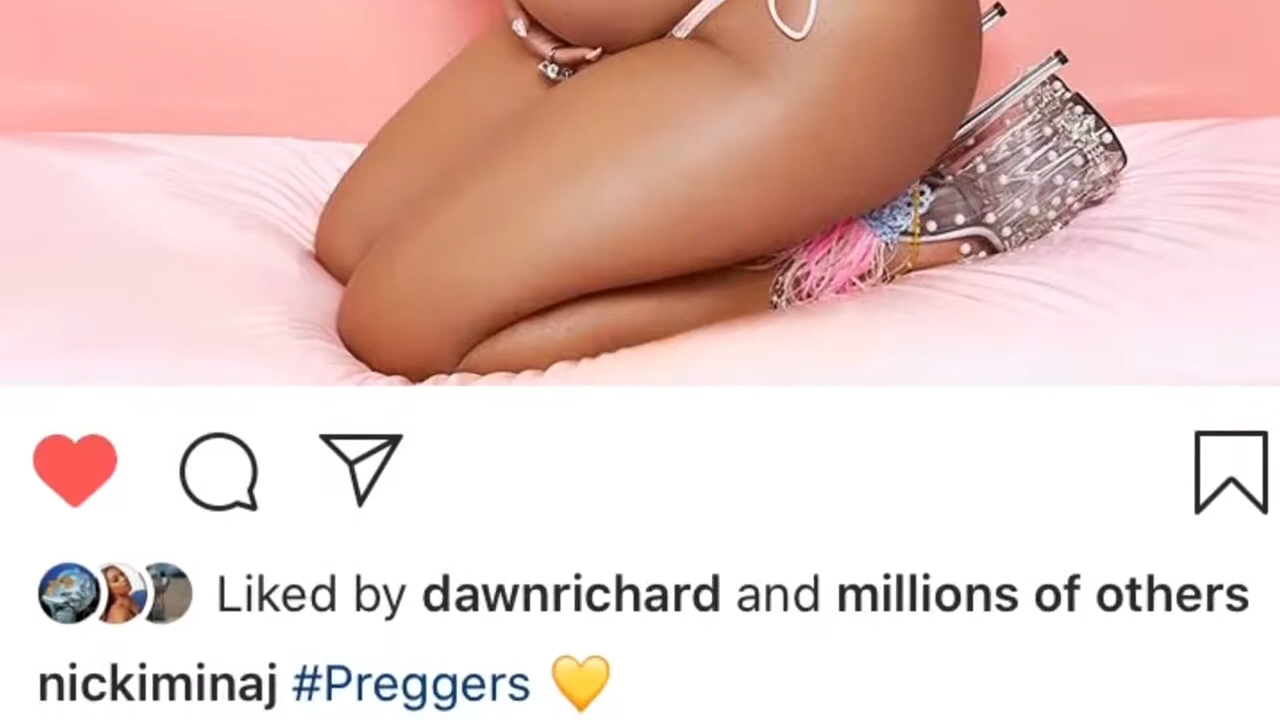 Liked by dawnrichard and millions of others
nickiminaj #Preggers 💛